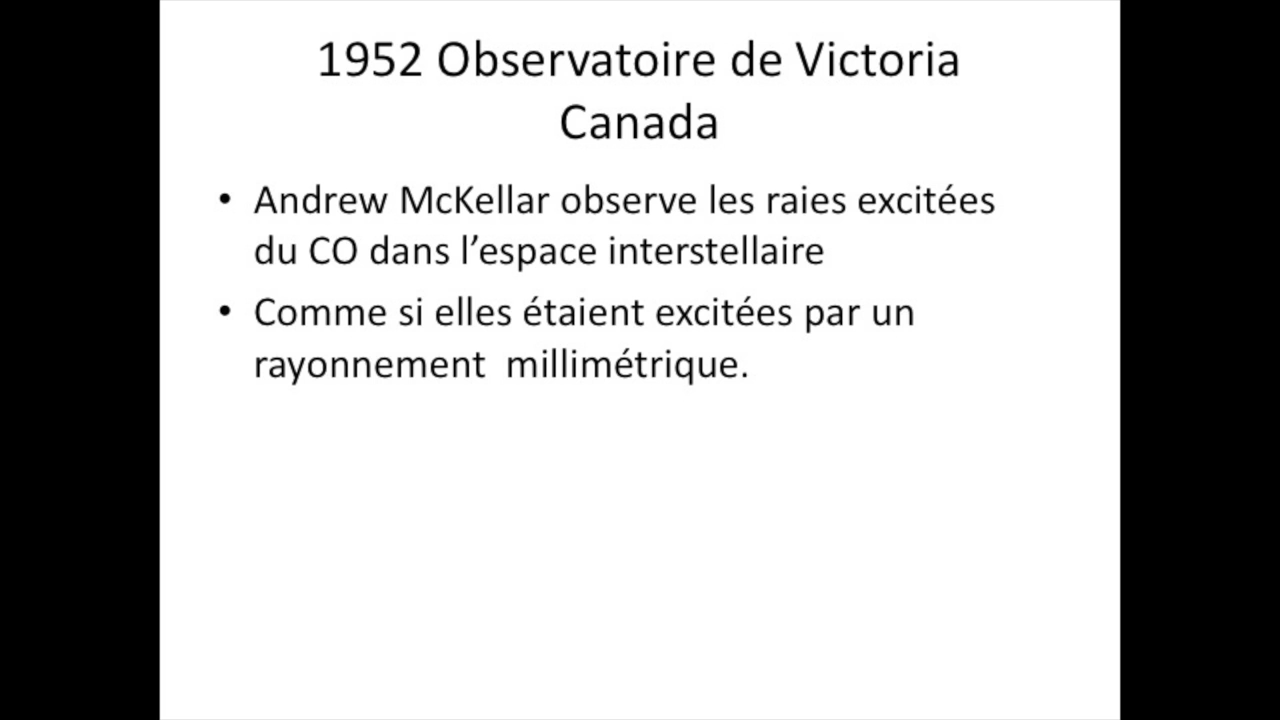 1952 Observatoire de Victoria
Canada
• Andrew McKellar observe les raies excitées
du CO dans l’espace interstellaire
• Comme si elles étaient excitées par un
rayonnement  millimétrique.